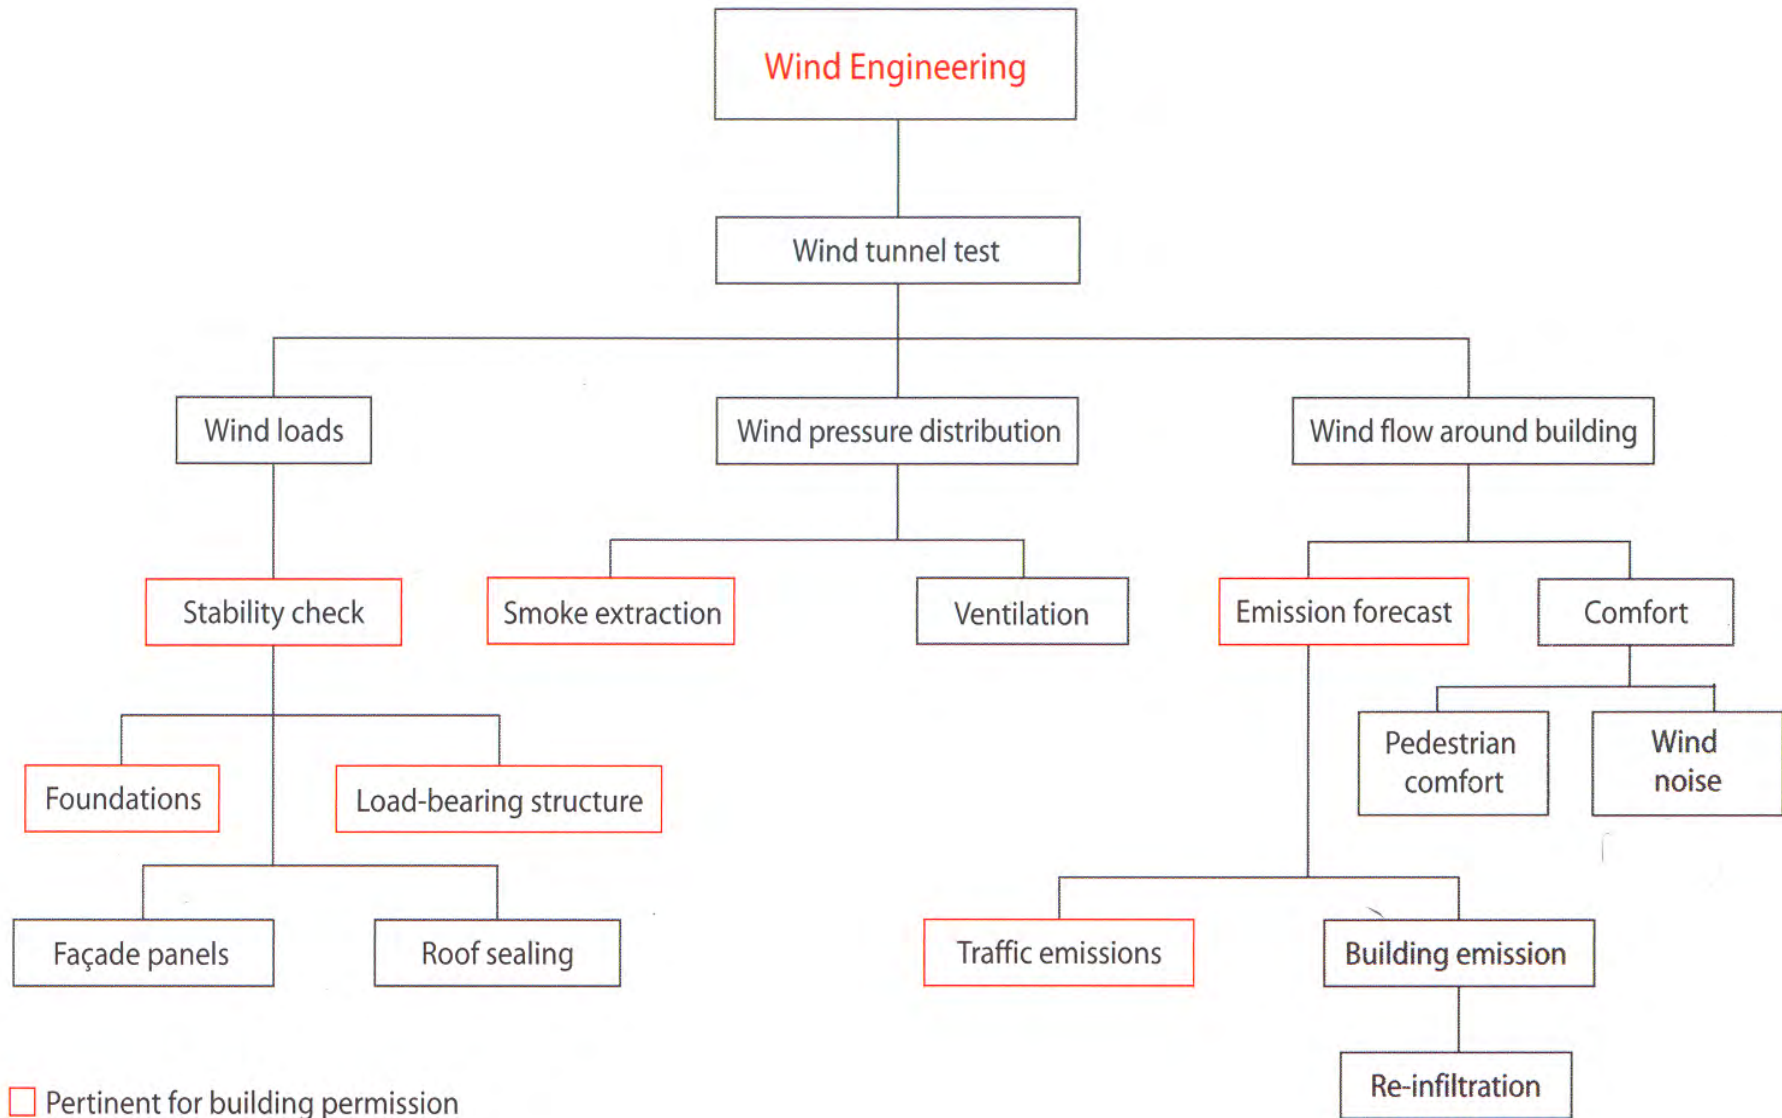 Wind Engineering
Wind tunnel test
Wind loads
Wind pressure distribution
Wind flow around building
Stability check
Smoke extraction
Ventilation
Emission forecast
Comfort
Pedestrian
comfort
Wind
noise
Foundations
Load-bearing structure
Façade panels
Roof sealing
Traffic emissions
Building emission
Re-infiltration
Pertinent for building permission